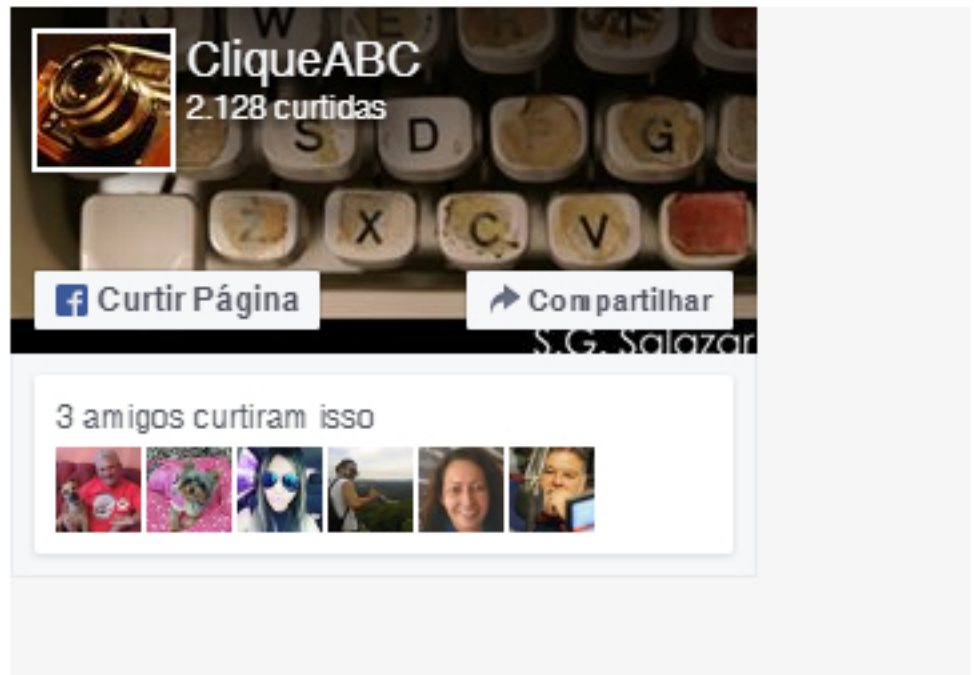 W E
CliqueABC
2.128 curtidas
S D G
Z X C V
Curtir Página
Compartilhar
S.G. Salazar
3 amigos curtiram isso